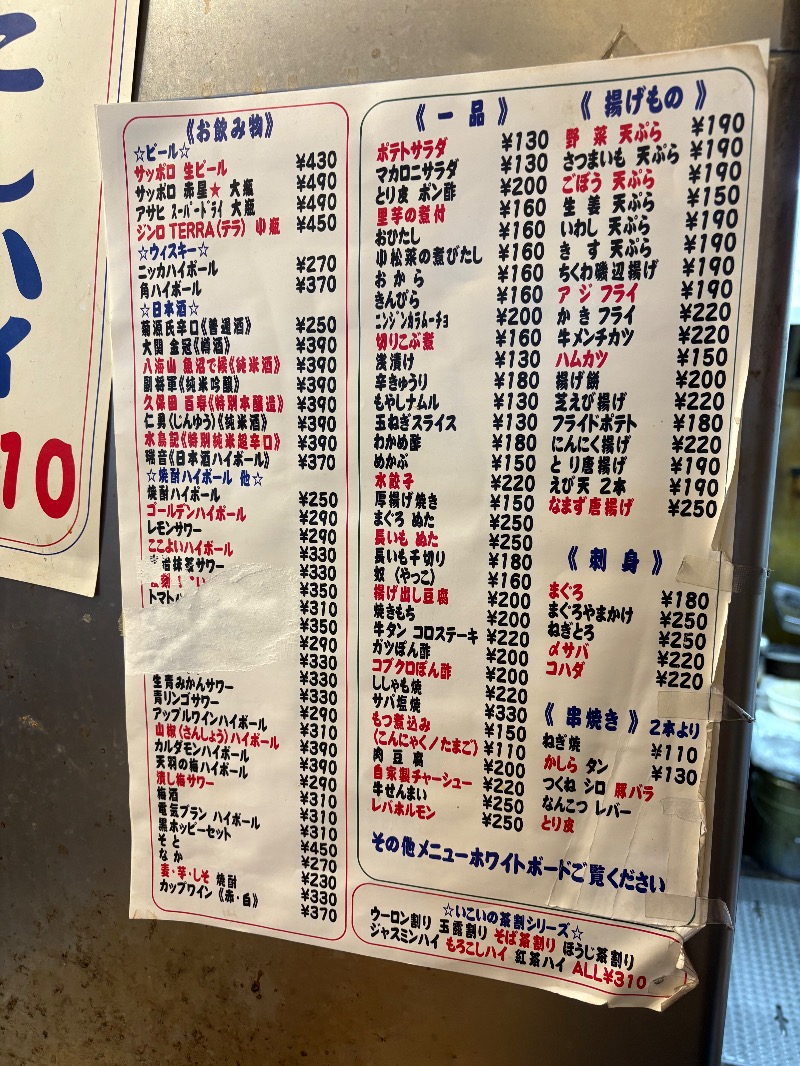 10
《お飲み物》
☆ビール☆
サッポロ 生ビール ¥430
サッポロ 赤星★ 大瓶 ¥490
アサヒ スーパードライ 大瓶 ¥490
ジンロ TERRA(テラ) 中瓶 ¥450
☆ウィスキー☆
ニッカハイボール ¥270
角ハイボール ¥370
☆日本酒☆
菊源氏辛口《普通酒》 ¥250
大関 金冠《樽酒》 ¥390
八海山 魚沼で候《純米酒》 ¥390
副将軍《純米吟醸》 ¥390
久保田 百寿《特別本醸造》 ¥390
仁勇(じんゆう)《純米酒》 ¥390
水鳥記《特別純米超辛口》 ¥390
瑞音《日本酒ハイボール》 ¥370
☆焼酎ハイボール 他☆
焼酎ハイボール ¥250
ゴールデンハイボール ¥290
レモンサワー ¥290
ここよいハイボール ¥330
抹茶サワー ¥330
¥350
トマト ¥310
¥350
¥290
¥330
生青みかんサワー ¥330
青リンゴサワー ¥290
アップルワインハイボール ¥310
山椒(さんしょう)ハイボール ¥390
カルダモンハイボール ¥390
天羽の梅ハイボール ¥290
潰し梅サワー ¥310
梅酒 ¥310
電気ブラン ハイボール ¥310
黒ホッピーセット ¥450
そと ¥270
なか ¥230
麦・芋・しそ 焼酎 ¥330
カップワイン《赤・白》 ¥370
《 一 品 》
ポテトサラダ ¥130
マカロニサラダ ¥130
とり皮 ポン酢 ¥200
里芋の煮付 ¥160
おひたし ¥160
小松菜の煮びたし ¥160
お か ら ¥160
きんぴら ¥160
ニンジンカラムーチョ ¥200
切りこぶ煮 ¥160
浅漬け ¥130
辛きゅうり ¥180
もやしナムル ¥130
玉ねぎスライス ¥130
わかめ酢 ¥180
めかぶ ¥150
水餃子 ¥220
厚揚げ焼き ¥150
まぐろ ぬた ¥250
長いも ぬた ¥250
長いも千切り ¥180
奴 (やっこ) ¥160
揚げ出し豆腐 ¥200
焼きもち ¥200
牛タン コロステーキ ¥220
ガツぽん酢 ¥200
コブクロぽん酢 ¥200
ししゃも焼 ¥220
サバ塩焼 ¥330
もつ煮込み ¥150
(こんにゃく/たまご) ¥110
肉 豆 腐 ¥200
自家製チャーシュー ¥220
牛せんまい ¥250
レバホルモン ¥250
《 揚げもの 》
野 菜 天ぷら ¥190
さつまいも 天ぷら ¥190
ごぼう 天ぷら ¥190
生 姜 天ぷら ¥150
いわし 天ぷら ¥190
き す 天ぷら ¥190
ちくわ磯辺揚げ ¥190
ア ジ フライ ¥190
か き フライ ¥220
牛メンチカツ ¥220
ハムカツ ¥150
揚げ餅 ¥200
芝えび揚げ ¥220
フライドポテト ¥180
にんにく揚げ ¥220
と り唐揚げ ¥190
えび天 2本 ¥190
なまず唐揚げ ¥250
《 刺 身 》
まぐろ ¥180
まぐろやまかけ ¥250
ねぎとろ ¥250
〆サバ ¥220
コハダ ¥220
《 串焼き 》 2本より
ねぎ焼 ¥110
かしら タン ¥130
つくね シロ 豚バラ
なんこつ レバー
とり皮
その他メニューホワイトボードご覧ください
☆いこいの茶割シリーズ☆
ウーロン割り 玉露割り そば茶割り ほうじ茶割り
ジャスミンハイ もろこしハイ 紅茶ハイ ALL¥310